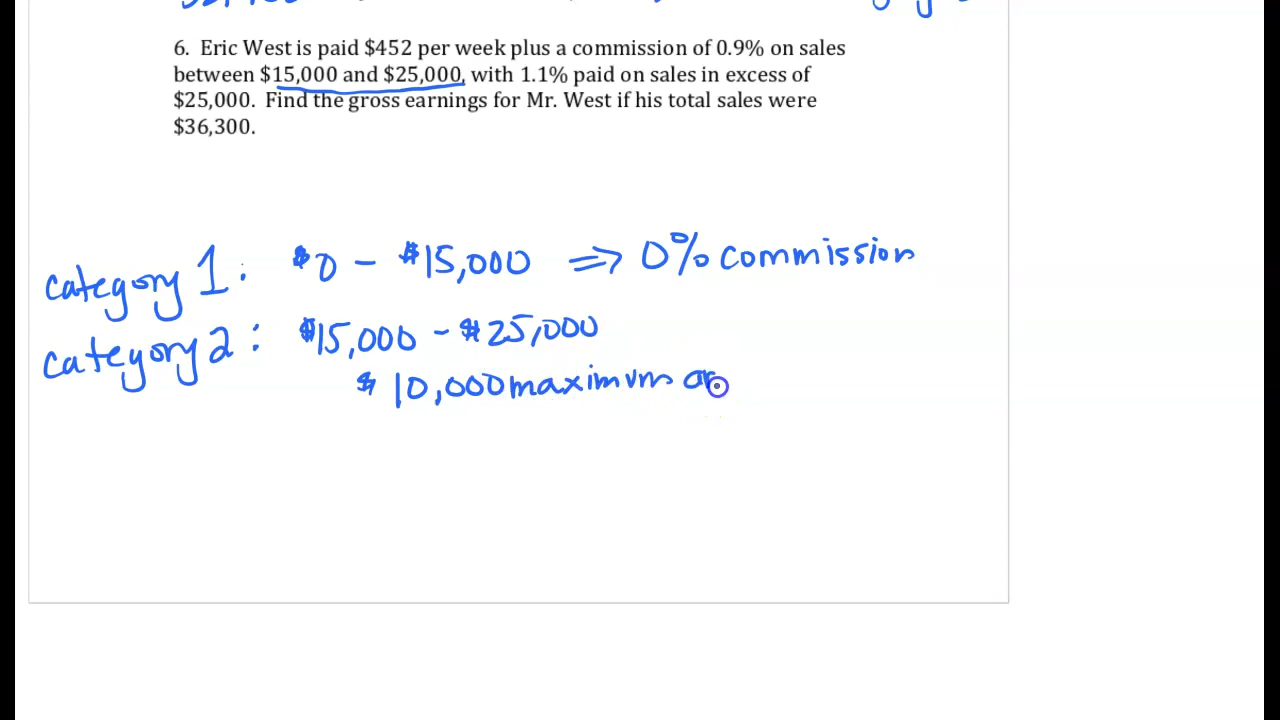 6. Eric West is paid $452 per week plus a commission of 0.9% on sales
between $15,000 and $25,000, with 1.1% paid on sales in excess of
$25,000. Find the gross earnings for Mr. West if his total sales were
$36,300.
category 1: $0 - $15,000 ⇒ 0% commission
category 2: $15,000 - $25,000
$10,000 maximum